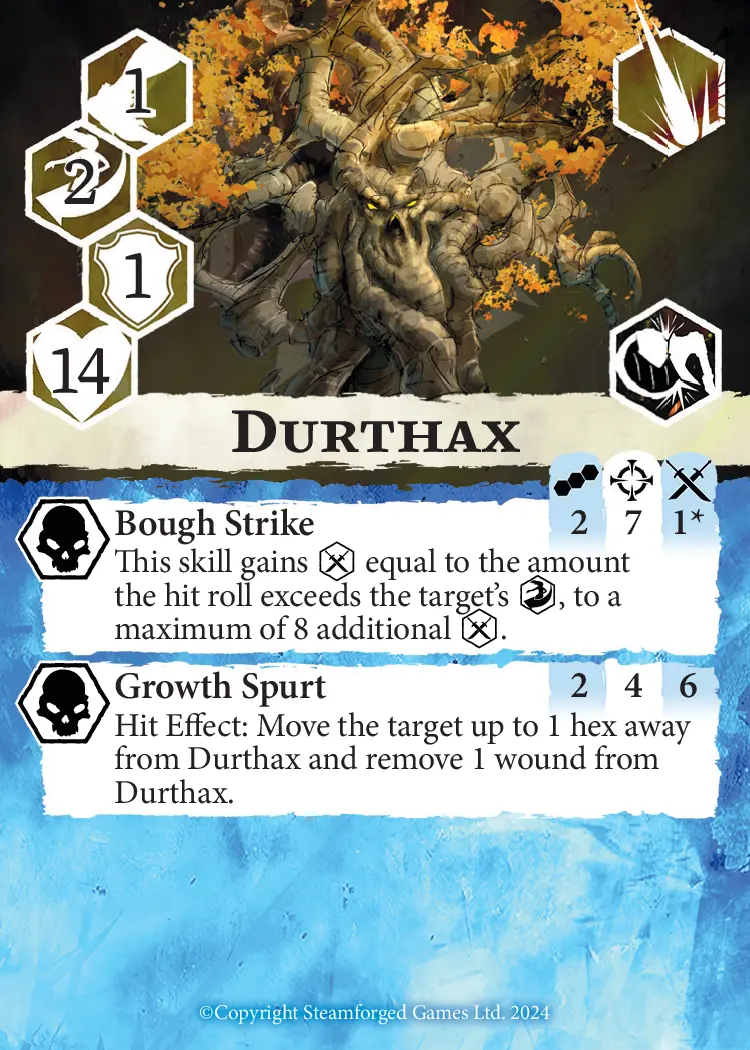 1
2
1
14
Durthax
2 7 1*
Bough Strike
This skill gains equal to the amount
the hit roll exceeds the target’s , to a
maximum of 8 additional .
Growth Spurt 2 4 6
Hit Effect: Move the target up to 1 hex away
from Durthax and remove 1 wound from
Durthax.
©Copyright Steamforged Games Ltd. 2024